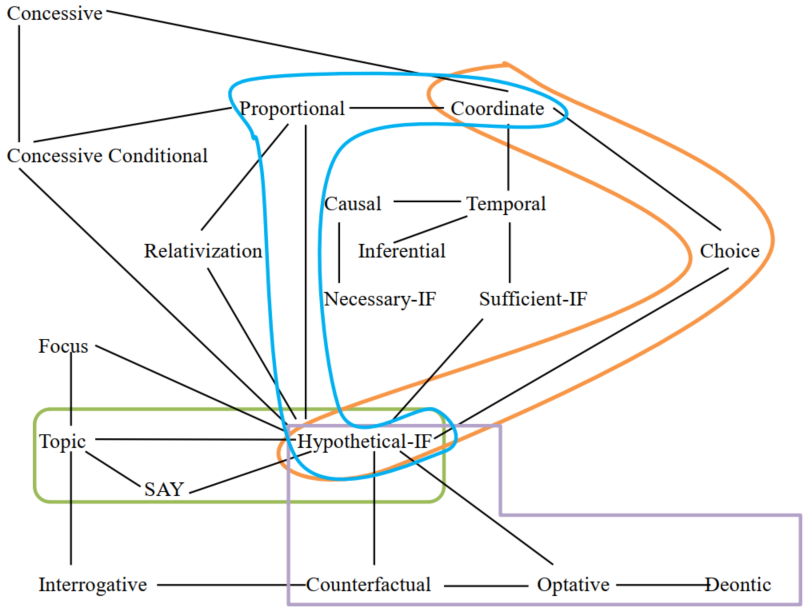 Concessive
Proportional
Coordinate
Concessive Conditional
Causal
Temporal
Relativization
Inferential
Choice
Necessary-IF
Sufficient-IF
Focus
Topic
Hypothetical-IF
SAY
Interrogative
Counterfactual
Optative
Deontic